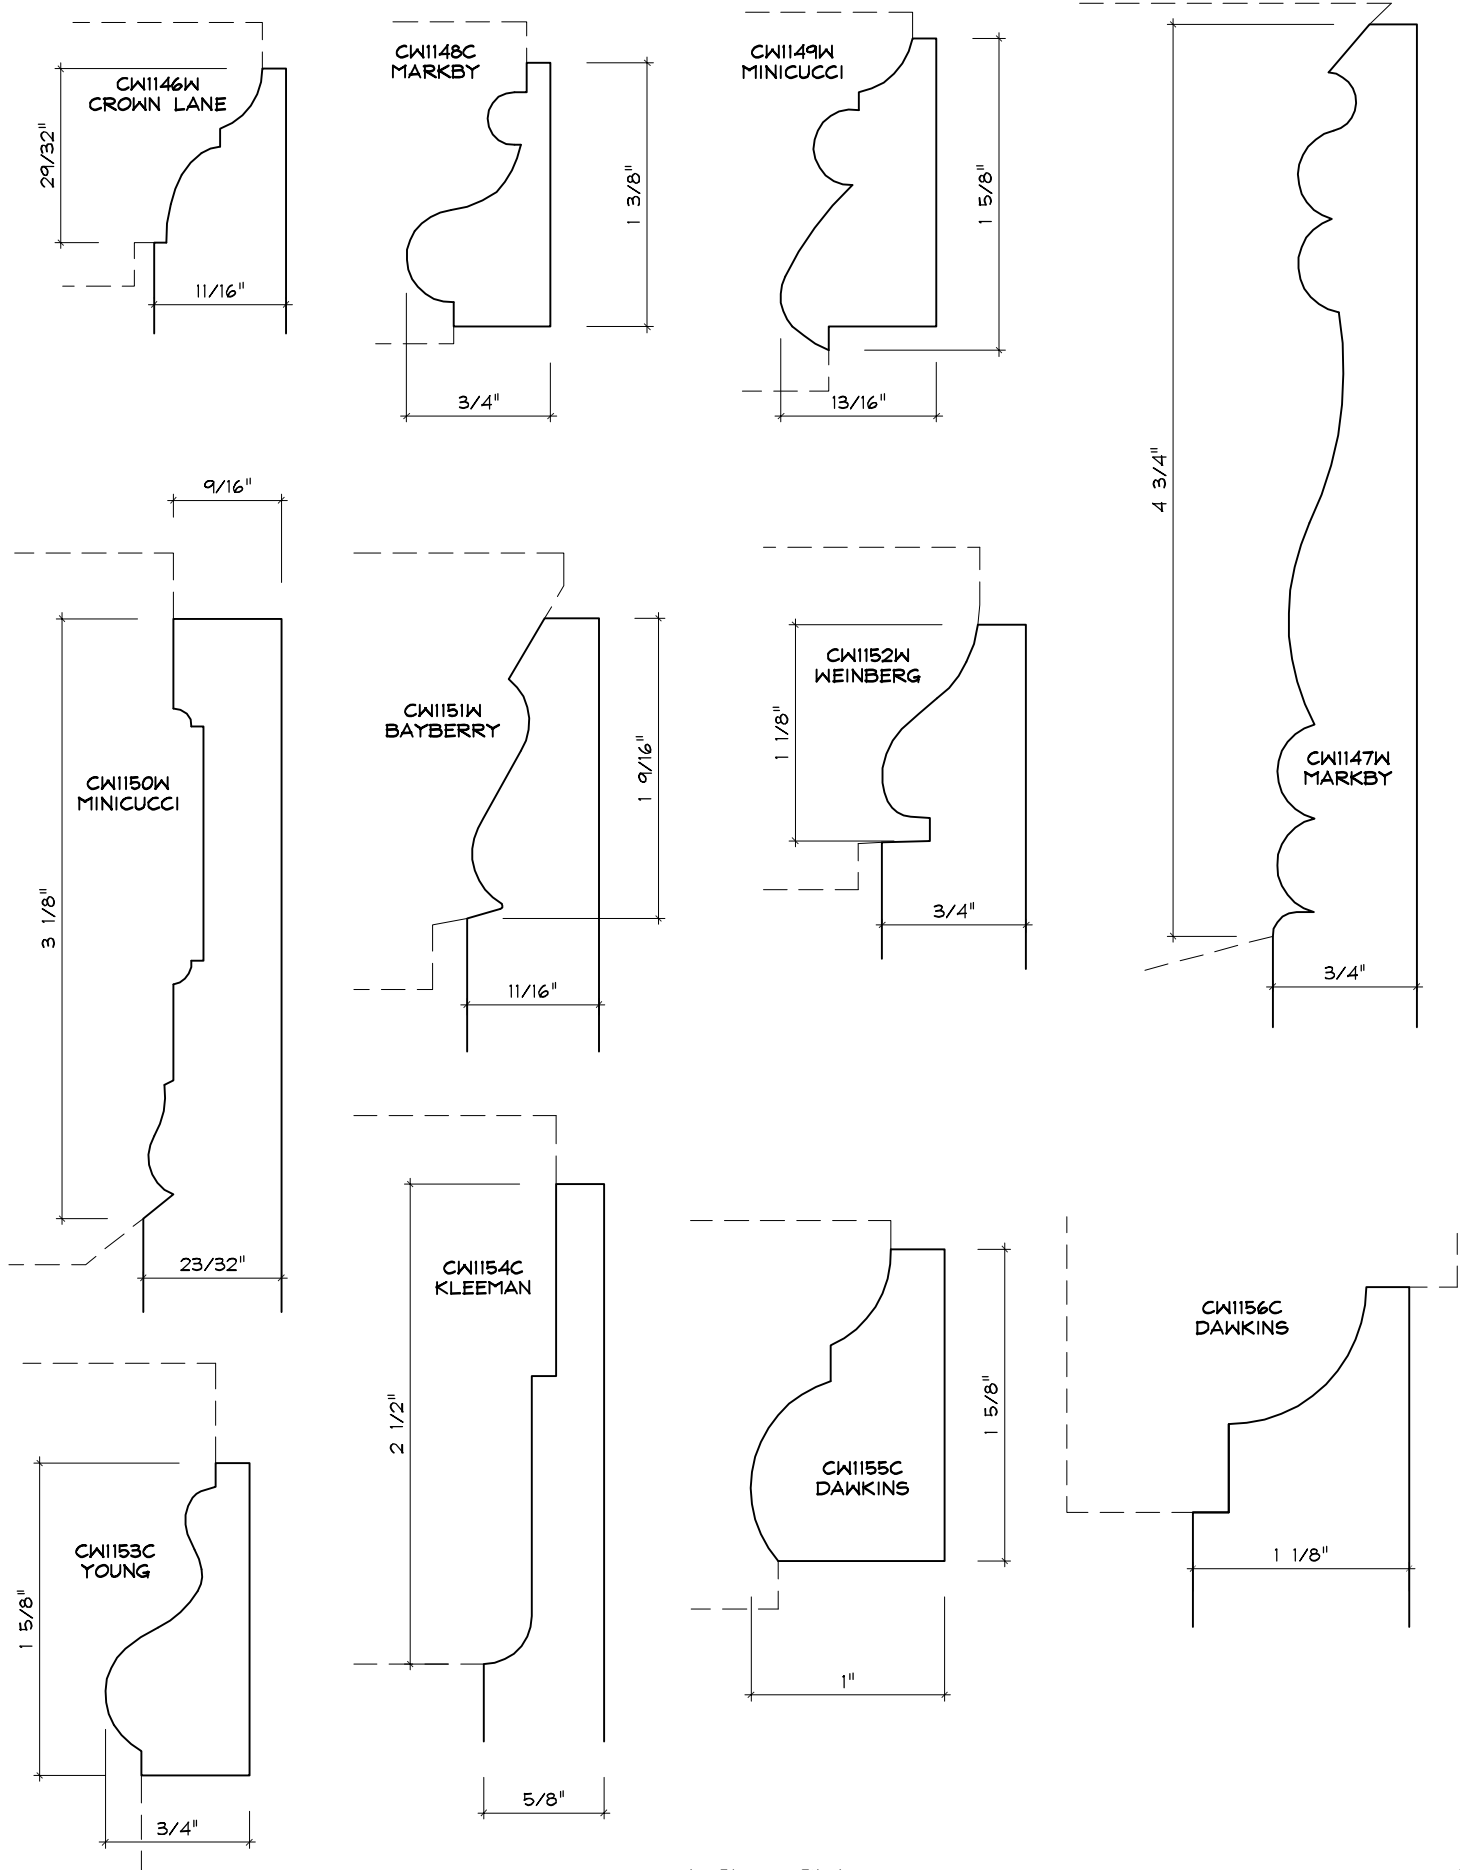 CW1146W
CROWN LANE
29/32"
11/16"
CW1148C
MARKBY
1 3/8"
3/4"
CW1149W
MINICUCCI
1 5/8"
13/16"
4 3/4"
CW1147W
MARKBY
3/4"
9/16"
CW1150W
MINICUCCI
3 1/8"
23/32"
CW1151W
BAYBERRY
1 9/16"
11/16"
CW1152W
WEINBERG
1 1/8"
3/4"
CW1153C
YOUNG
1 5/8"
3/4"
CW1154C
KLEEMAN
2 1/2"
5/8"
CW1155C
DAWKINS
1 5/8"
1"
CW1156C
DAWKINS
1 1/8"